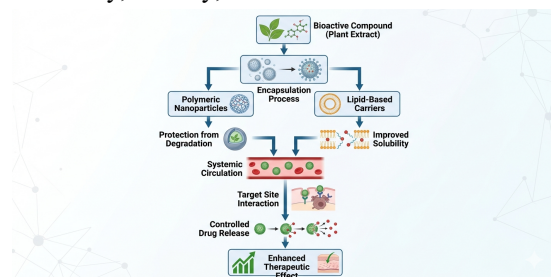 Bioactive Compound
(Plant Extract)
Encapsulation
Process
Polymeric
Nanoparticles
Lipid-Based
Carriers
Protection from
Degradation
Improved
Solubility
Systemic
Circulation
Target Site
Interaction
Controlled
Drug Release
Enhanced
Therapeutic
Effect